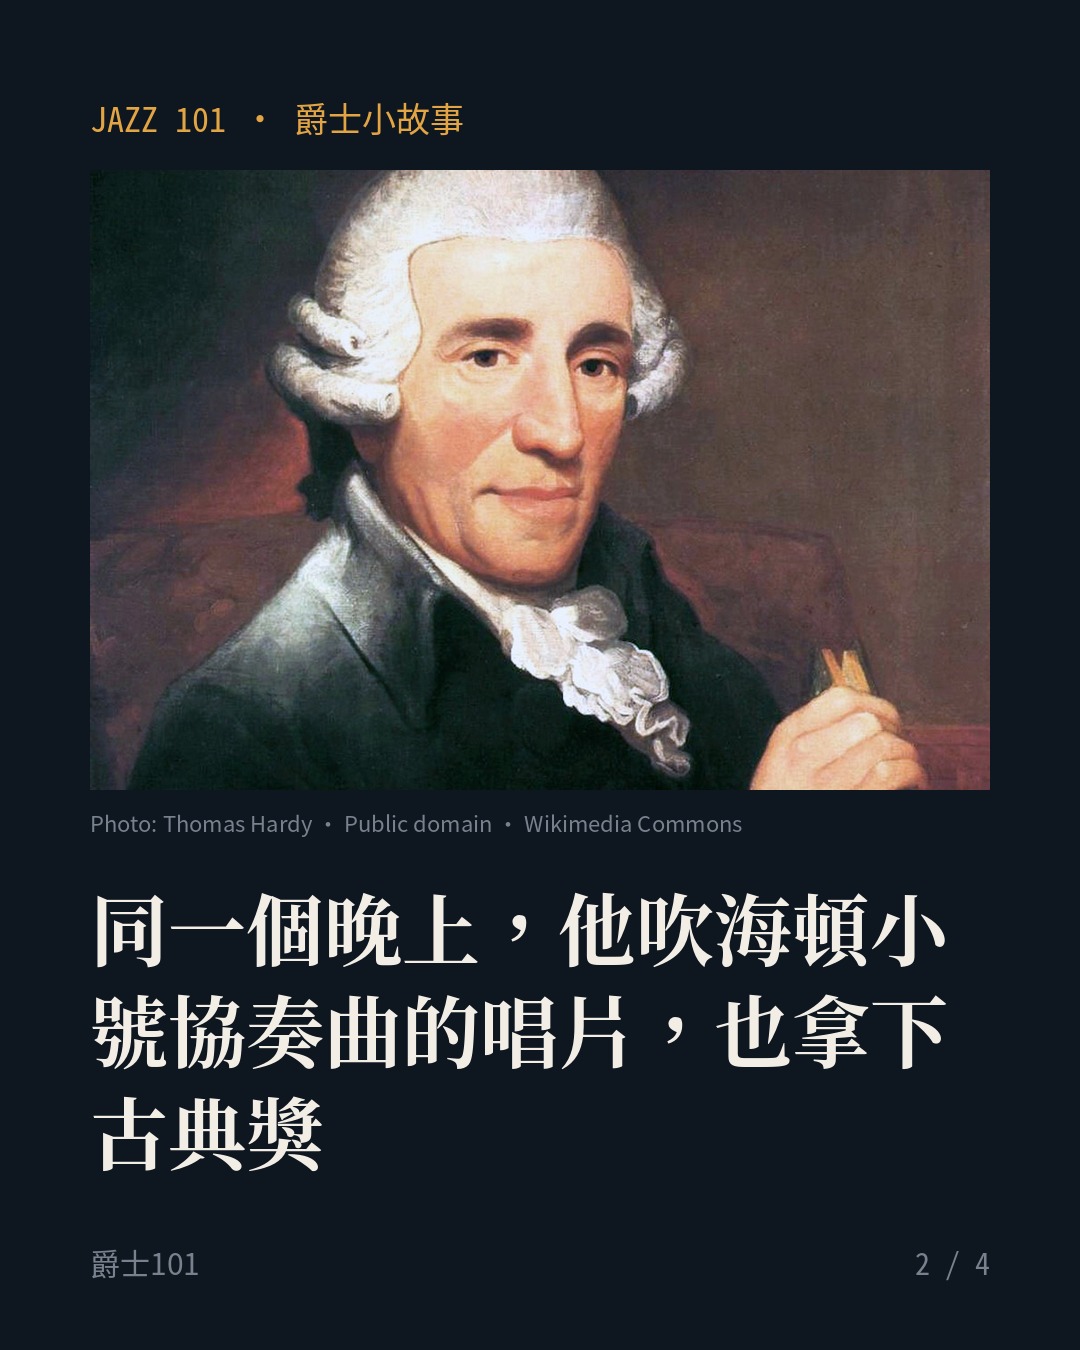 JAZZ 101 · 爵士小故事
Photo: Thomas Hardy · Public domain · Wikimedia Commons
同一個晚上，他吹海頓小
號協奏曲的唱片，也拿下
古典獎
爵士101
2 / 4